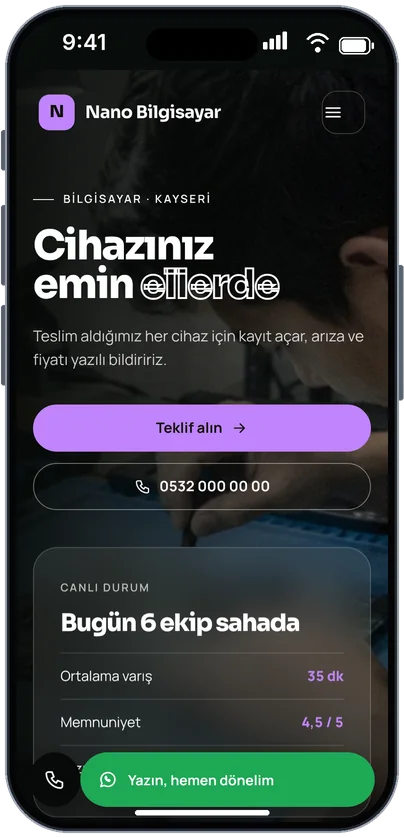 9:41
N Nano Bilgisayar
BİLGİSAYAR · KAYSERİ
Cihazınız
emin ellerde
Teslim aldığımız her cihaz için kayıt açar, arıza ve
fiyatı yazılı bildiririz.
Teklif alın →
0532 000 00 00
CANLI DURUM
Bugün 6 ekip sahada
Ortalama varış 35 dk
Memnuniyet 4,5 / 5
Yazın, hemen dönelim